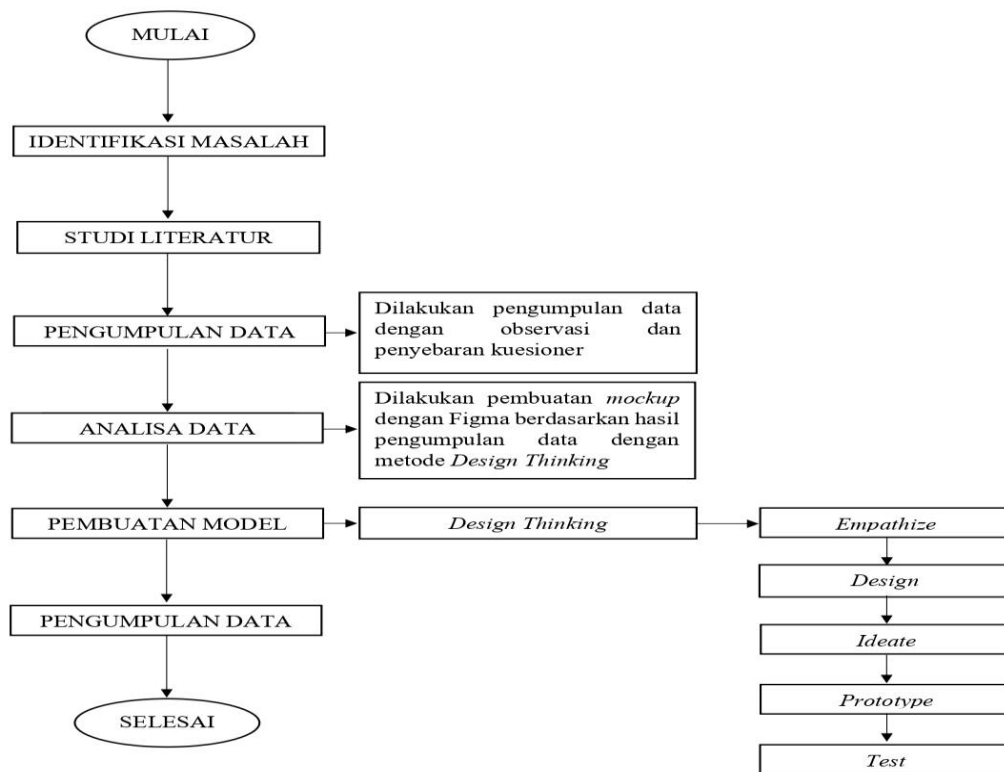 MULAI
IDENTIFIKASI MASALAH
STUDI LITERATUR
PENGUMPULAN DATA
Dilakukan pengumpulan data
dengan observasi dan
penyebaran kuesioner
ANALISA DATA
Dilakukan pembuatan mockup
dengan Figma berdasarkan hasil
pengumpulan data dengan
metode Design Thinking
PEMBUATAN MODEL
Design Thinking
Empathize
Design
Ideate
Prototype
Test
PENGUMPULAN DATA
SELESAI